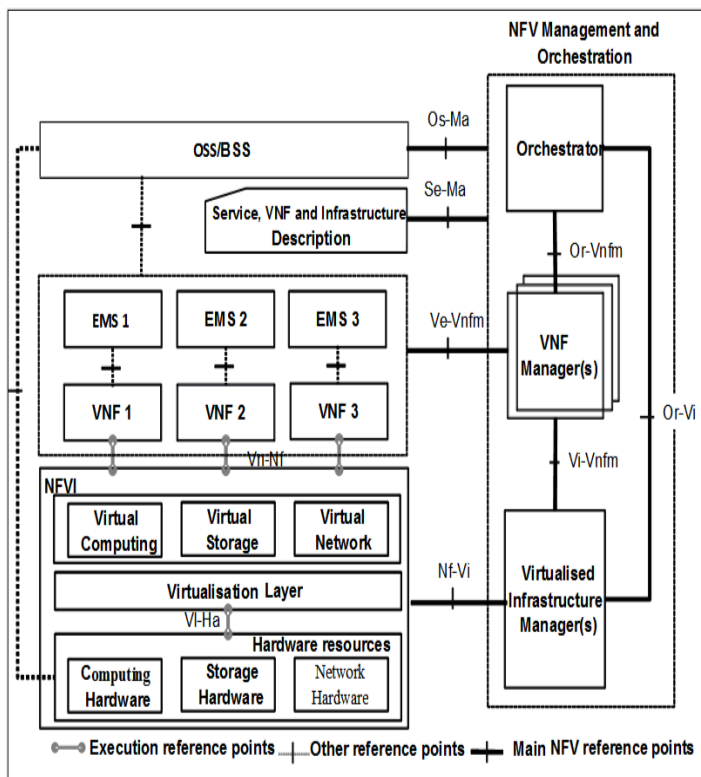 NFV Management and
Orchestration
Os-Ma
OSS/BSS
Orchestrator
Se-Ma
Service, VNF and Infrastructure
Description
Or-Vnfm
EMS 1
EMS 2
EMS 3
Ve-Vnfm
VNF
Manager(s)
VNF 1
VNF 2
VNF 3
Or-Vi
Vn-Nf
Vi-Vnfm
NFVI
Virtual
Computing
Virtual
Storage
Virtual
Network
Nf-Vi
Virtualised
Infrastructure
Manager(s)
Virtualisation Layer
Vl-Ha
Hardware resources
Computing
Hardware
Storage
Hardware
Network
Hardware
Execution reference points
Other reference points
Main NFV reference points